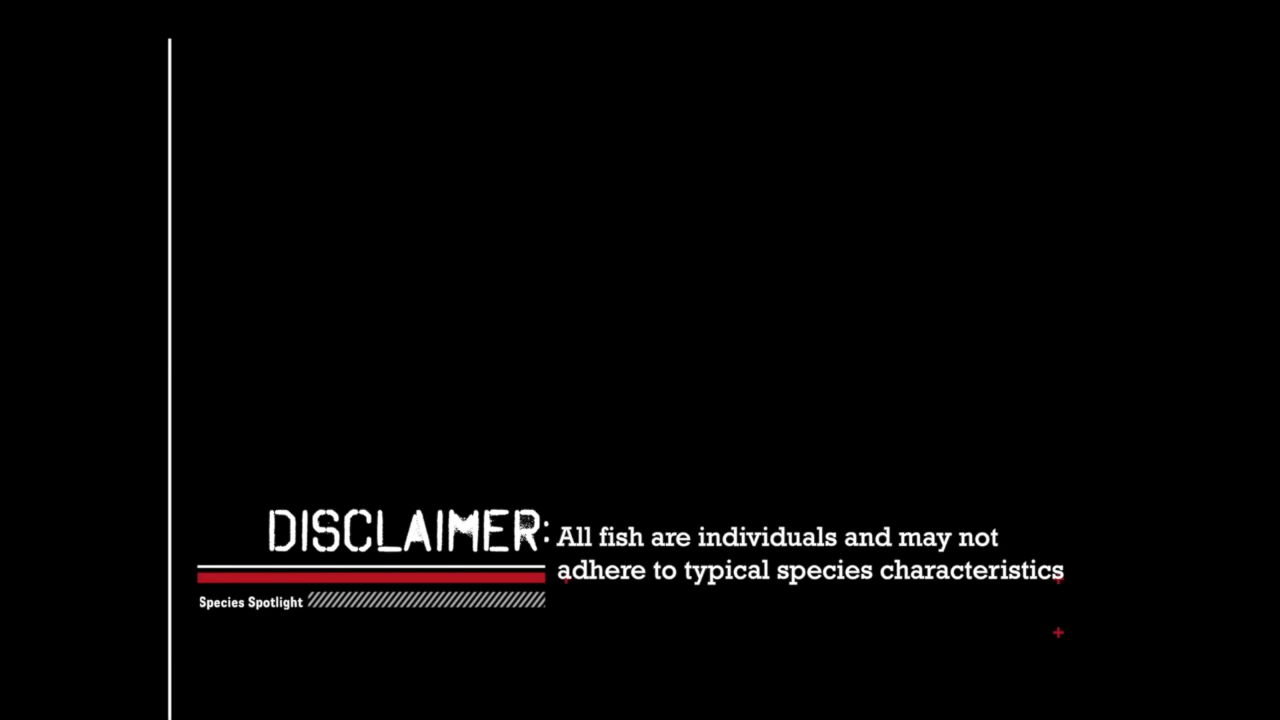 DISCLAIMER: All fish are individuals and may not
adhere to typical species characteristics
Species Spotlight